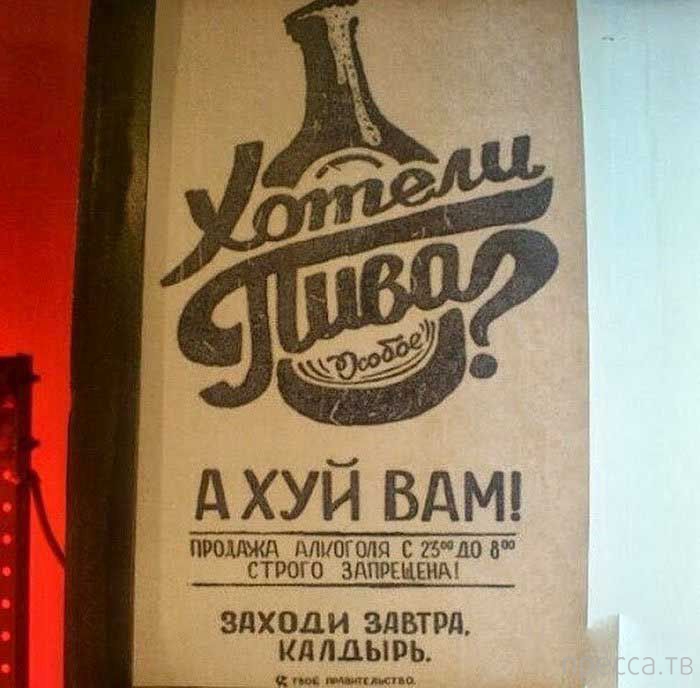 Хотели
Пива?
Особое
А ХУЙ ВАМ!
ПРОДАЖА АЛКОГОЛЯ С 23⁰⁰ ДО 8⁰⁰
СТРОГО ЗАПРЕЩЕНА!
ЗАХОДИ ЗАВТРА,
КАЛДЫРЬ.
ТВОЕ ПРАВИТЕЛЬСТВО.